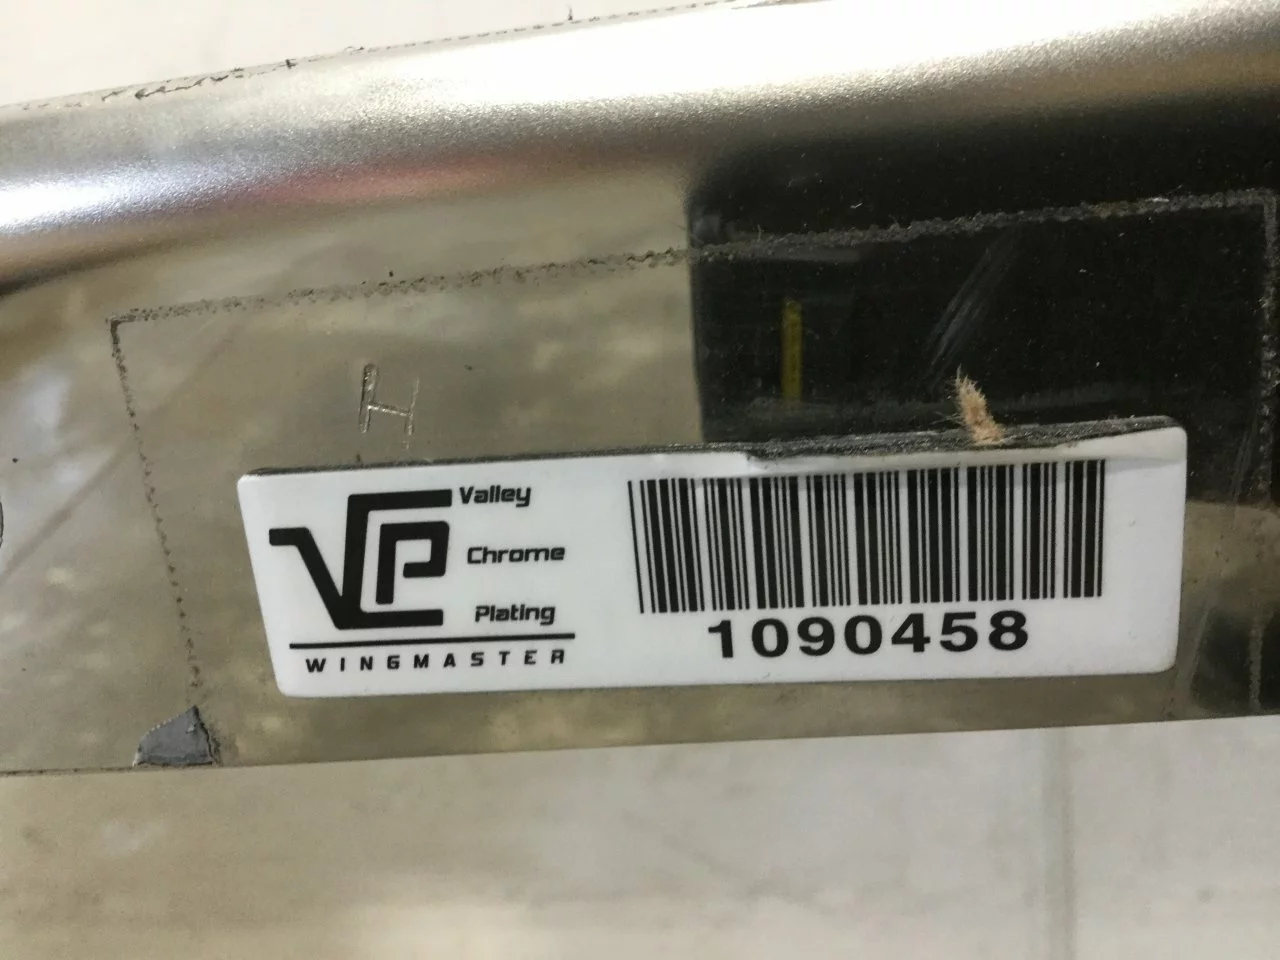 H
VCP
Valley
Chrome
Plating
WINGMASTER
1090458